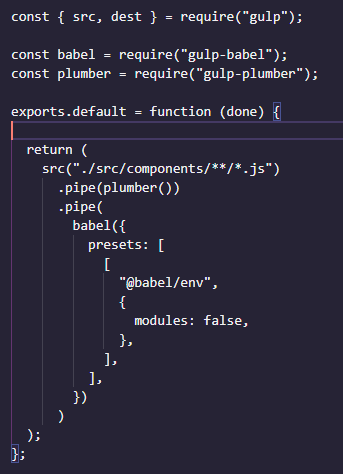 const { src, dest } = require("gulp");
const babel = require("gulp-babel");
const plumber = require("gulp-plumber");
exports.default = function (done) {
return (
src("./src/components/**/*.js")
.pipe(plumber())
.pipe(
babel({
presets: [
[
"@babel/env",
{
modules: false,
},
],
],
})
)
);
};